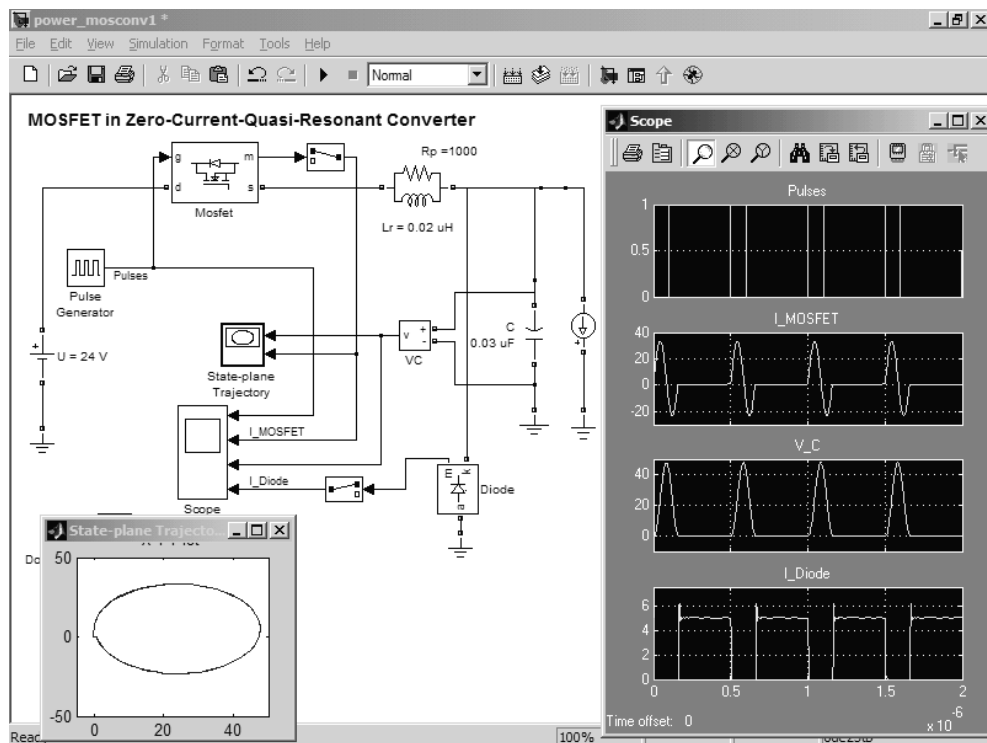 power_mosconv1 *
File Edit View Simulation Format Tools Help
Normal
MOSFET in Zero-Current-Quasi-Resonant Converter
g
m
d
s
Mosfet
Rp =1000
Lr = 0.02 uH
Pulses
Pulse
Generator
+
U = 24 V
State-plane
Trajectory
v
+
-
VC
C
0.03 uF
+
I_MOSFET
I_Diode
Scope
m
k
a
Diode
Scope
Pulses
1
0.5
0
I_MOSFET
40
20
0
-20
V_C
40
20
0
I_Diode
6
4
2
0
0 0.5 1 1.5 2
x 10 -6
Time offset: 0
State-plane Trajecto...
50
0
-50
0 20 40
100%